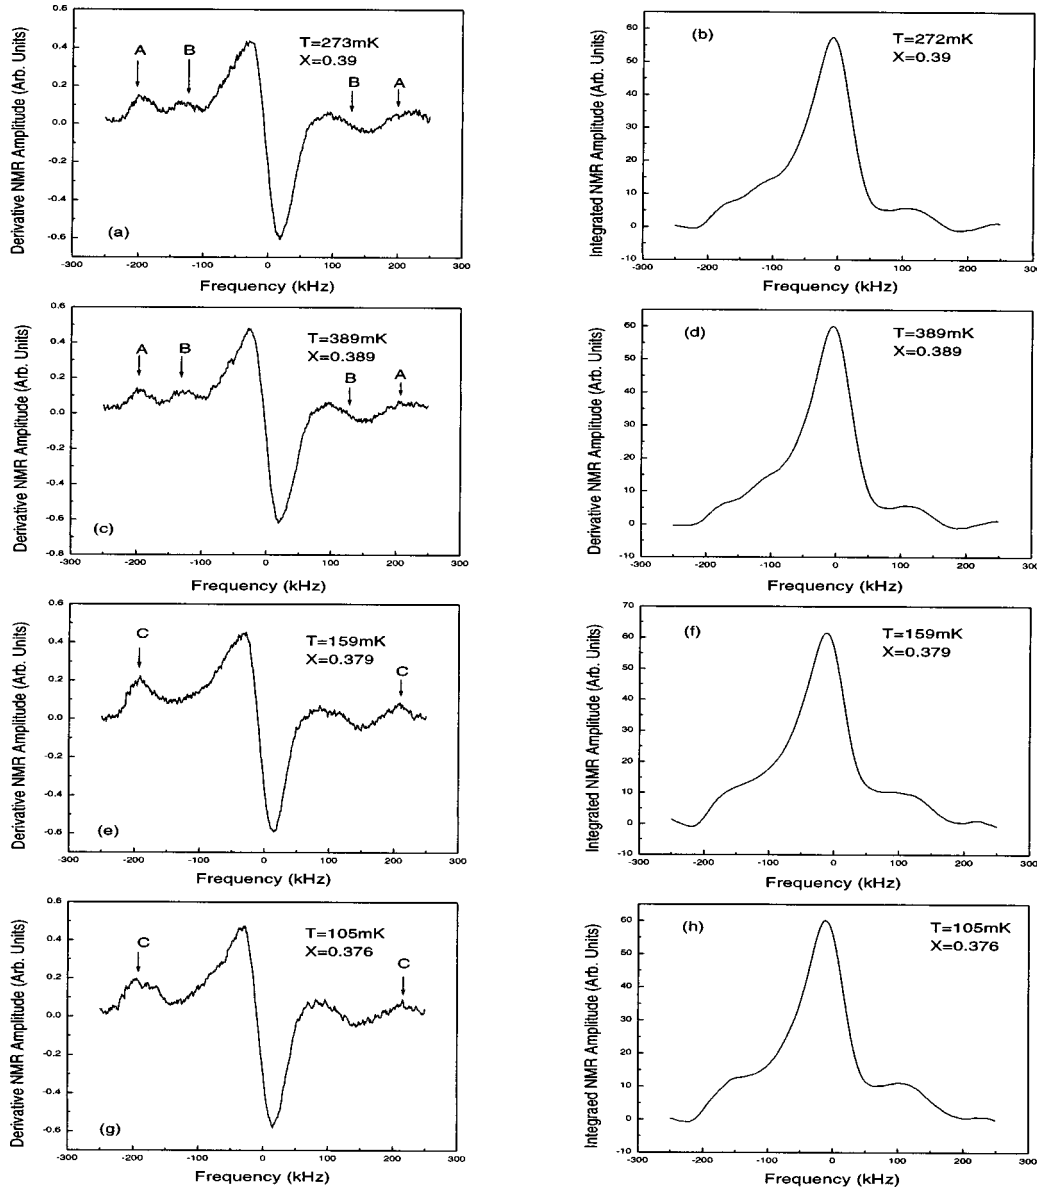 Derivative NMR Amplitude (Arb. Units)
0.6
0.4
0.2
0.0
-0.2
-0.4
-0.6
A
B
T=273mK
X=0.39
B
A
(a)
-300
-200
-100
0
100
200
300
Frequency (kHz)
Integrated NMR Amplitude (Arb. Units)
60
50
40
30
20
10
0
-10
(b)
T=272mK
X=0.39
-300
-200
-100
0
100
200
300
Frequency (kHz)
Derivative NMR Amplitude (Arb. Units)
0.6
0.4
0.2
0.0
-0.2
-0.4
-0.6
-0.8
A
B
T=389mK
X=0.389
B
A
(c)
-300
-200
-100
0
100
200
300
Frequency (kHz)
Derivative NMR Amplitude (Arb. Units)
60
50
40
30
20
10
0
-10
(d)
T=389mK
X=0.389
-300
-200
-100
0
100
200
300
Frequency (kHz)
Derivative NMR Amplitude (Arb. Units)
0.6
0.4
0.2
0.0
-0.2
-0.4
-0.6
C
T=159mK
X=0.379
C
(e)
-300
-200
-100
0
100
200
300
Frequency (kHz)
Integrated NMR Amplitude (Arb. Units)
70
60
50
40
30
20
10
0
-10
(f)
T=159mK
X=0.379
-300
-200
-100
0
100
200
300
Frequency (kHz)
Derivative NMR Amplitude (Arb. Units)
0.6
0.4
0.2
0.0
-0.2
-0.4
-0.6
C
T=105mK
X=0.376
C
(g)
-300
-200
-100
0
100
200
300
Frequency (kHz)
Integraed NMR Amplitude (Arb. Units)
60
50
40
30
20
10
0
-10
(h)
T=105mK
X=0.376
-300
-200
-100
0
100
200
300
Frequency (kHz)